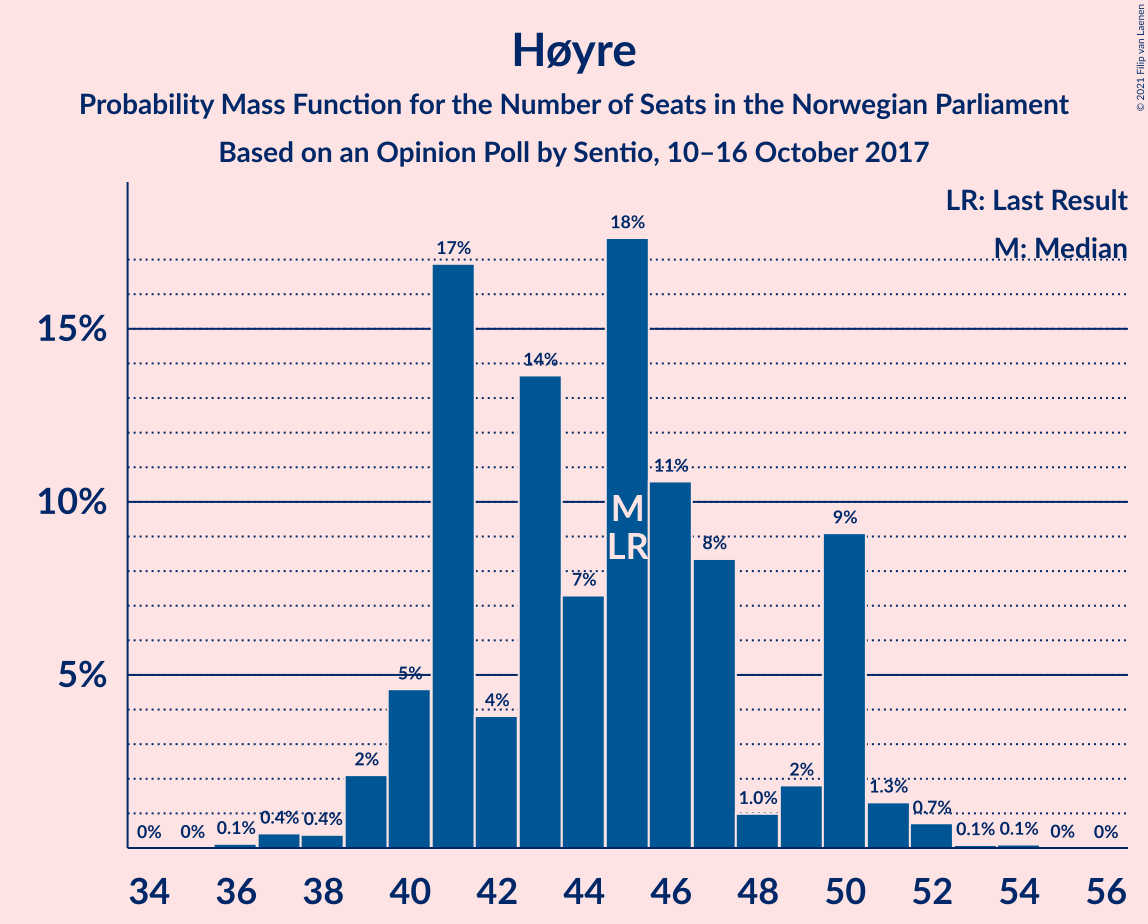 Høyre
Probability Mass Function for the Number of Seats in the Norwegian Parliament
Based on an Opinion Poll by Sentio, 10–16 October 2017
© 2021 Filip van Laenen
LR: Last Result
M: Median
15%
10%
5%
0% 0% 0.1% 0.4% 0.4% 2% 5% 17% 4% 14% 7% 18% 11% 8% 1.0% 2% 9% 1.3% 0.7% 0.1% 0.1% 0% 0%
M
LR
34 36 38 40 42 44 46 48 50 52 54 56